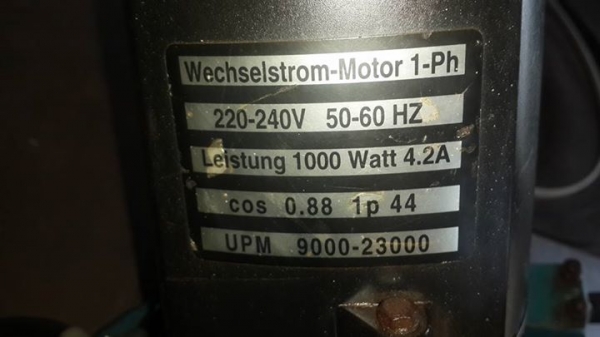 Wechselstrom-Motor 1-Ph
220-240V 50-60 HZ
Leistung 1000 Watt 4.2A
cos 0.88 1p 44
UPM 9000-23000